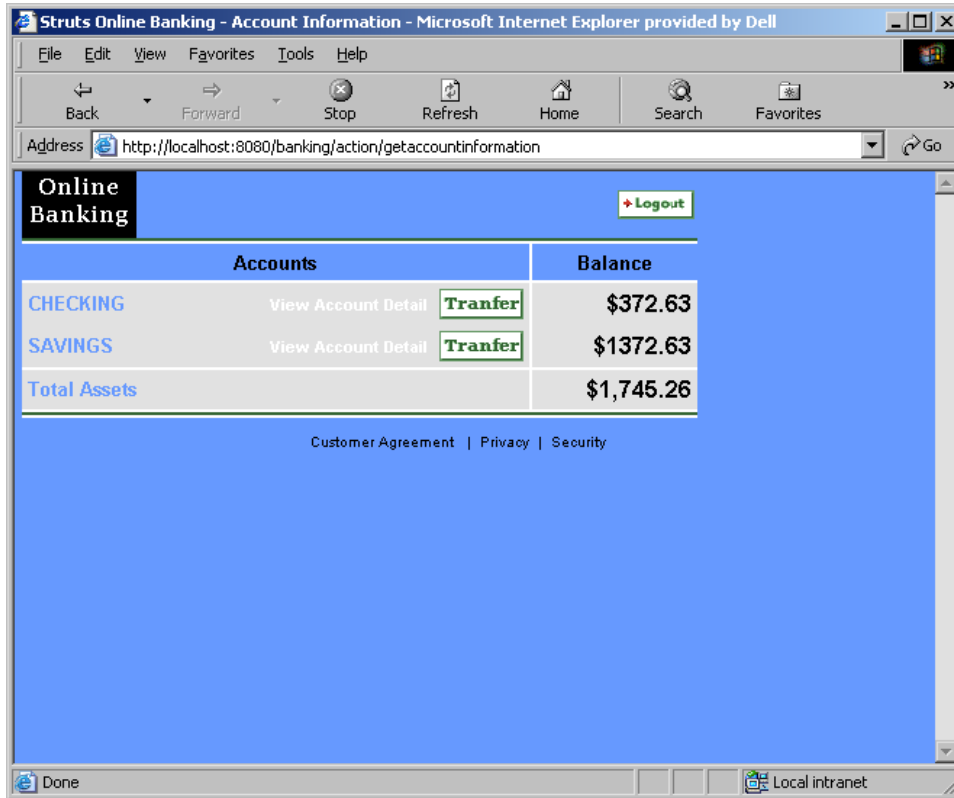 Struts Online Banking - Account Information - Microsoft Internet Explorer provided by Dell
File Edit View Favorites Tools Help
Back Forward Stop Refresh Home Search Favorites »
Address http://localhost:8080/banking/action/getaccountinformation Go
Online
Banking
Logout
Accounts Balance
CHECKING View Account Detail Tranfer $372.63
SAVINGS View Account Detail Tranfer $1372.63
Total Assets $1,745.26
Customer Agreement | Privacy | Security
Done Local intranet